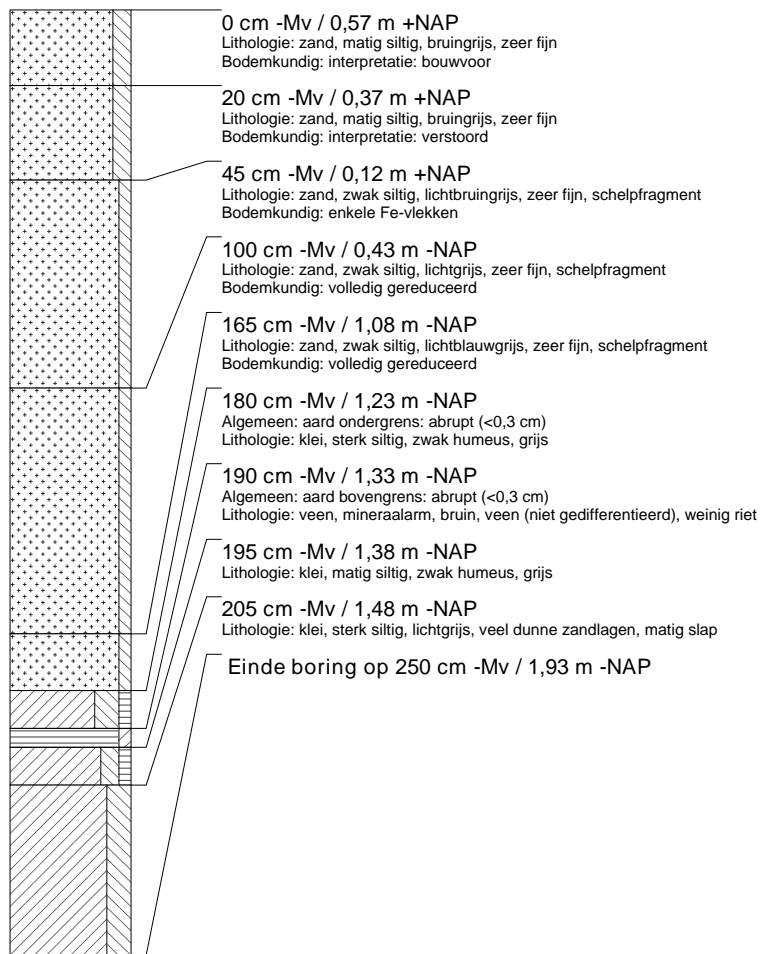 0 cm -Mv / 0,57 m +NAP
Lithologie: zand, matig siltig, bruingrijs, zeer fijn
Bodemkundig: interpretatie: bouwvoor
20 cm -Mv / 0,37 m +NAP
Lithologie: zand, matig siltig, bruingrijs, zeer fijn
Bodemkundig: interpretatie: verstoord
45 cm -Mv / 0,12 m +NAP
Lithologie: zand, zwak siltig, lichtbruingrijs, zeer fijn, schelpfragment
Bodemkundig: enkele Fe-vlekken
100 cm -Mv / 0,43 m -NAP
Lithologie: zand, zwak siltig, lichtgrijs, zeer fijn, schelpfragment
Bodemkundig: volledig gereduceerd
165 cm -Mv / 1,08 m -NAP
Lithologie: zand, zwak siltig, lichtblauwgrijs, zeer fijn, schelpfragment
Bodemkundig: volledig gereduceerd
180 cm -Mv / 1,23 m -NAP
Algemeen: aard ondergrens: abrupt (<0,3 cm)
Lithologie: klei, sterk siltig, zwak humeus, grijs
190 cm -Mv / 1,33 m -NAP
Algemeen: aard bovengrens: abrupt (<0,3 cm)
Lithologie: veen, mineraalarm, bruin, veen (niet gedifferentieerd), weinig riet
195 cm -Mv / 1,38 m -NAP
Lithologie: klei, matig siltig, zwak humeus, grijs
205 cm -Mv / 1,48 m -NAP
Lithologie: klei, sterk siltig, lichtgrijs, veel dunne zandlagen, matig slap
Einde boring op 250 cm -Mv / 1,93 m -NAP